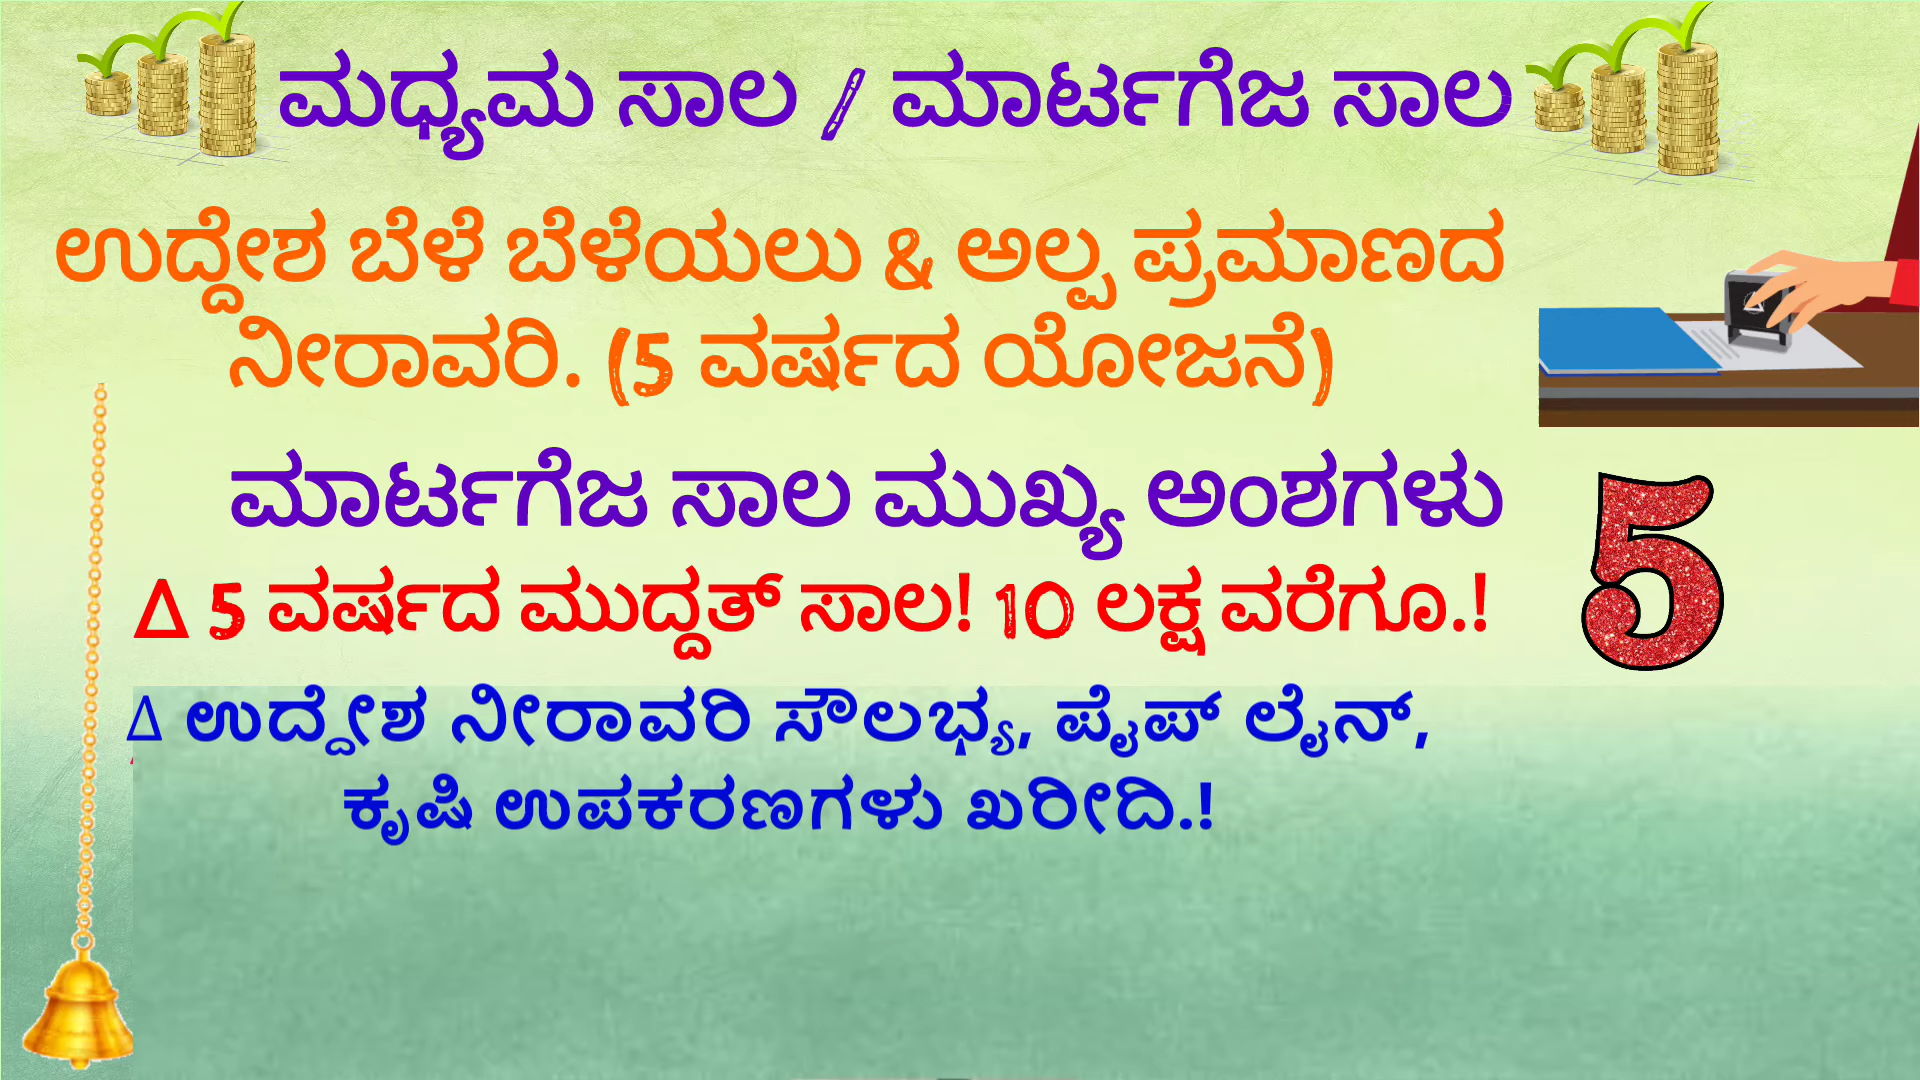 ಮಧ್ಯಮ ಸಾಲ / ಮಾರ್ಟಗೆಜ ಸಾಲ
ಉದ್ದೇಶ ಬೆಳೆ ಬೆಳೆಯಲು & ಅಲ್ಪ ಪ್ರಮಾಣದ
ನೀರಾವರಿ. (5 ವರ್ಷದ ಯೋಜನೆ)
ಮಾರ್ಟಗೆಜ ಸಾಲ ಮುಖ್ಯ ಅಂಶಗಳು
∆ 5 ವರ್ಷದ ಮುದ್ದತ್ ಸಾಲ! 10 ಲಕ್ಷ ವರೆಗೂ.!
5
∆ ಉದ್ದೇಶ ನೀರಾವರಿ ಸೌಲಭ್ಯ, ಪೈಪ್ ಲೈನ್,
ಕೃಷಿ ಉಪಕರಣಗಳು ಖರೀದಿ.!